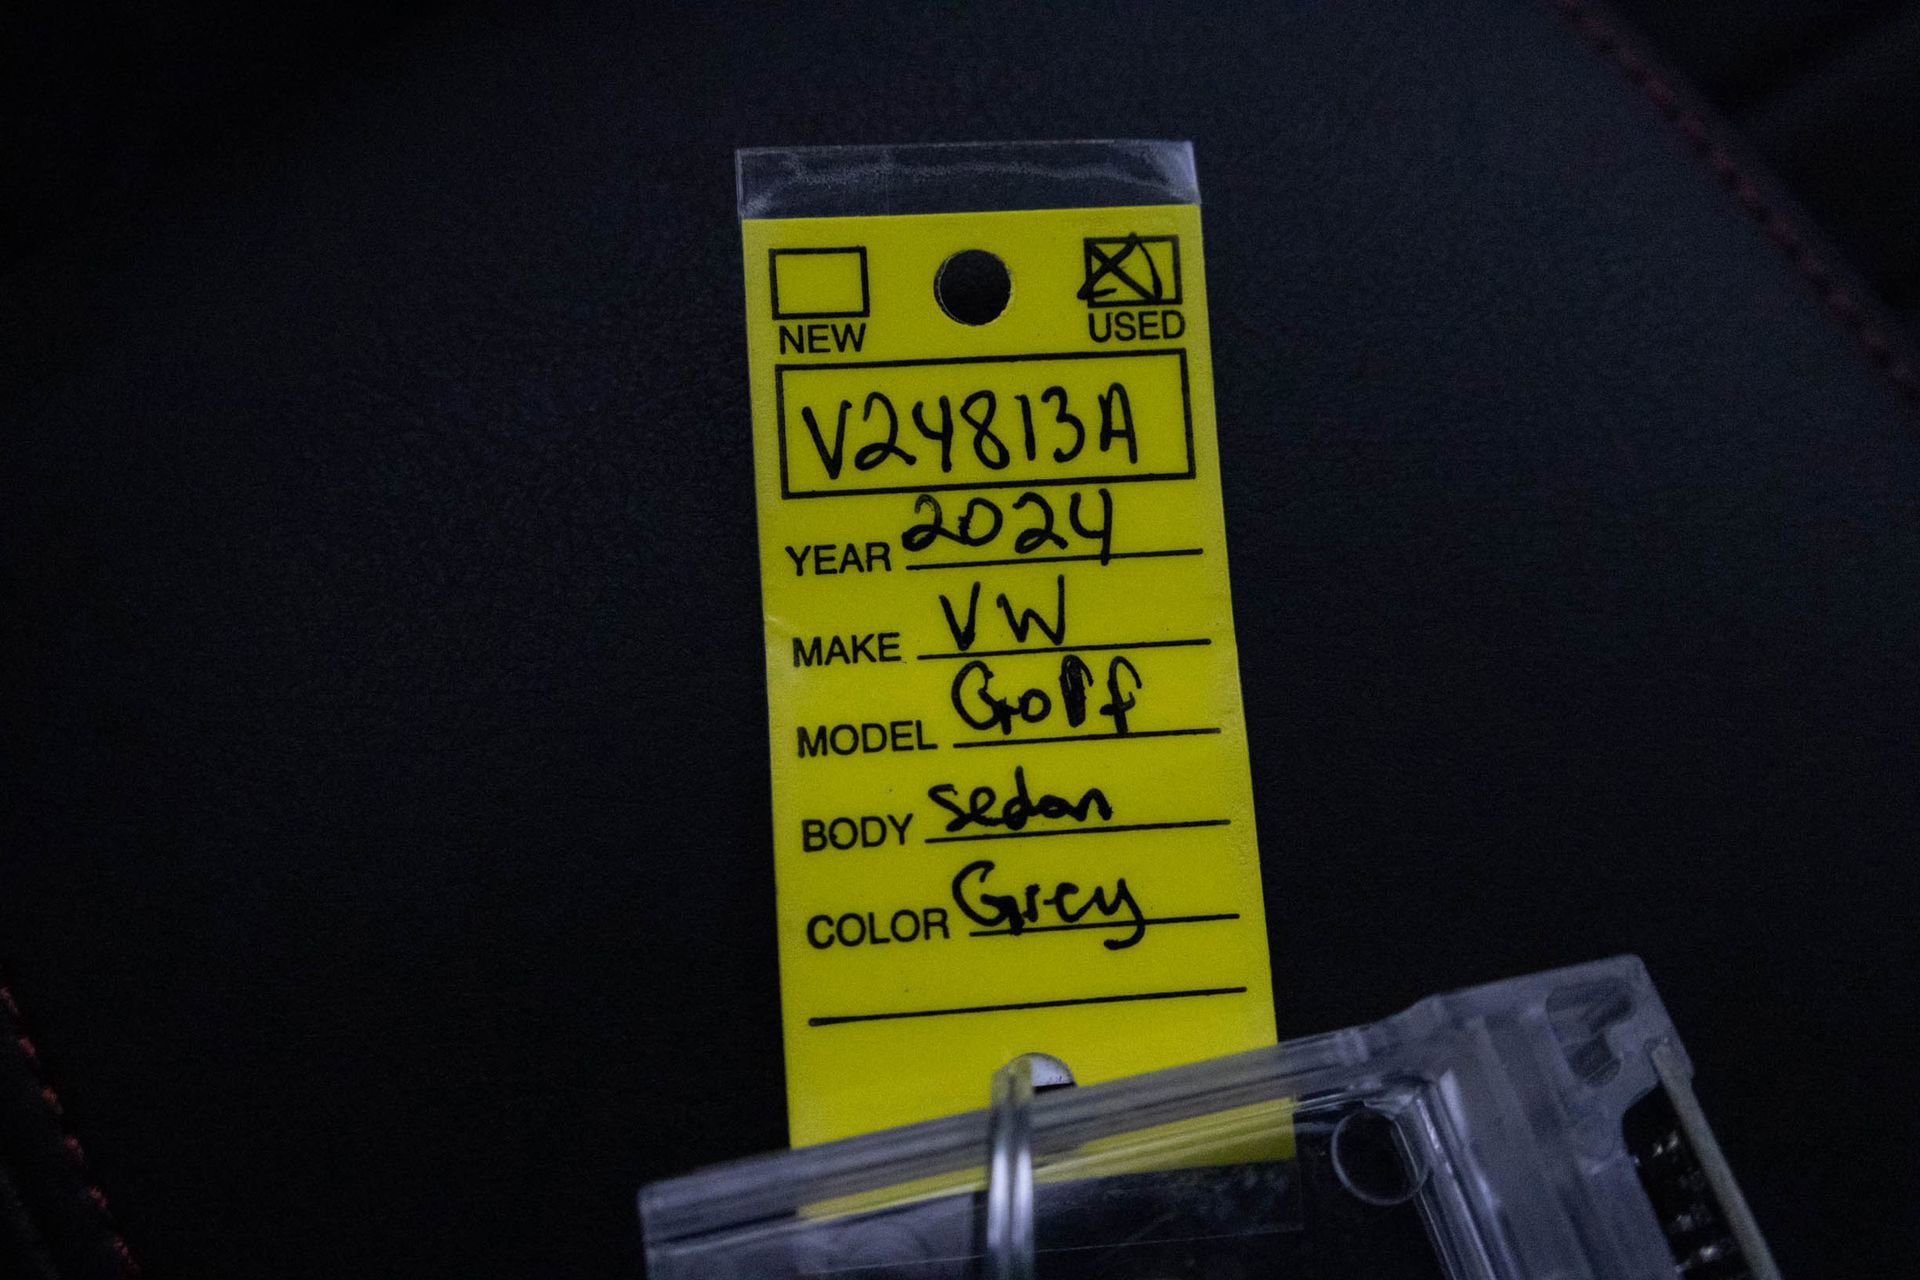 NEW USED
V24813A
YEAR 2024
MAKE VW
MODEL Golf
BODY sedan
COLOR Grey